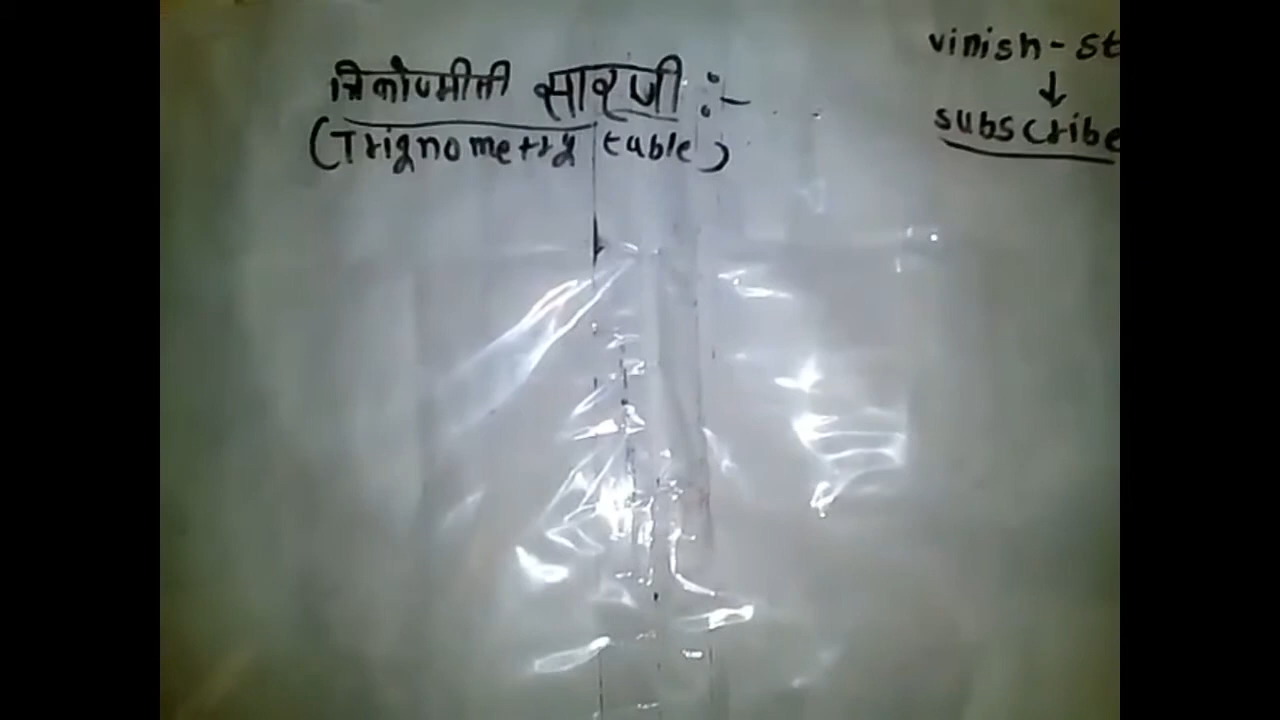 त्रिकोणमीती सारणी :-
(Trignometry table)
vinish - st
↓
subscribe